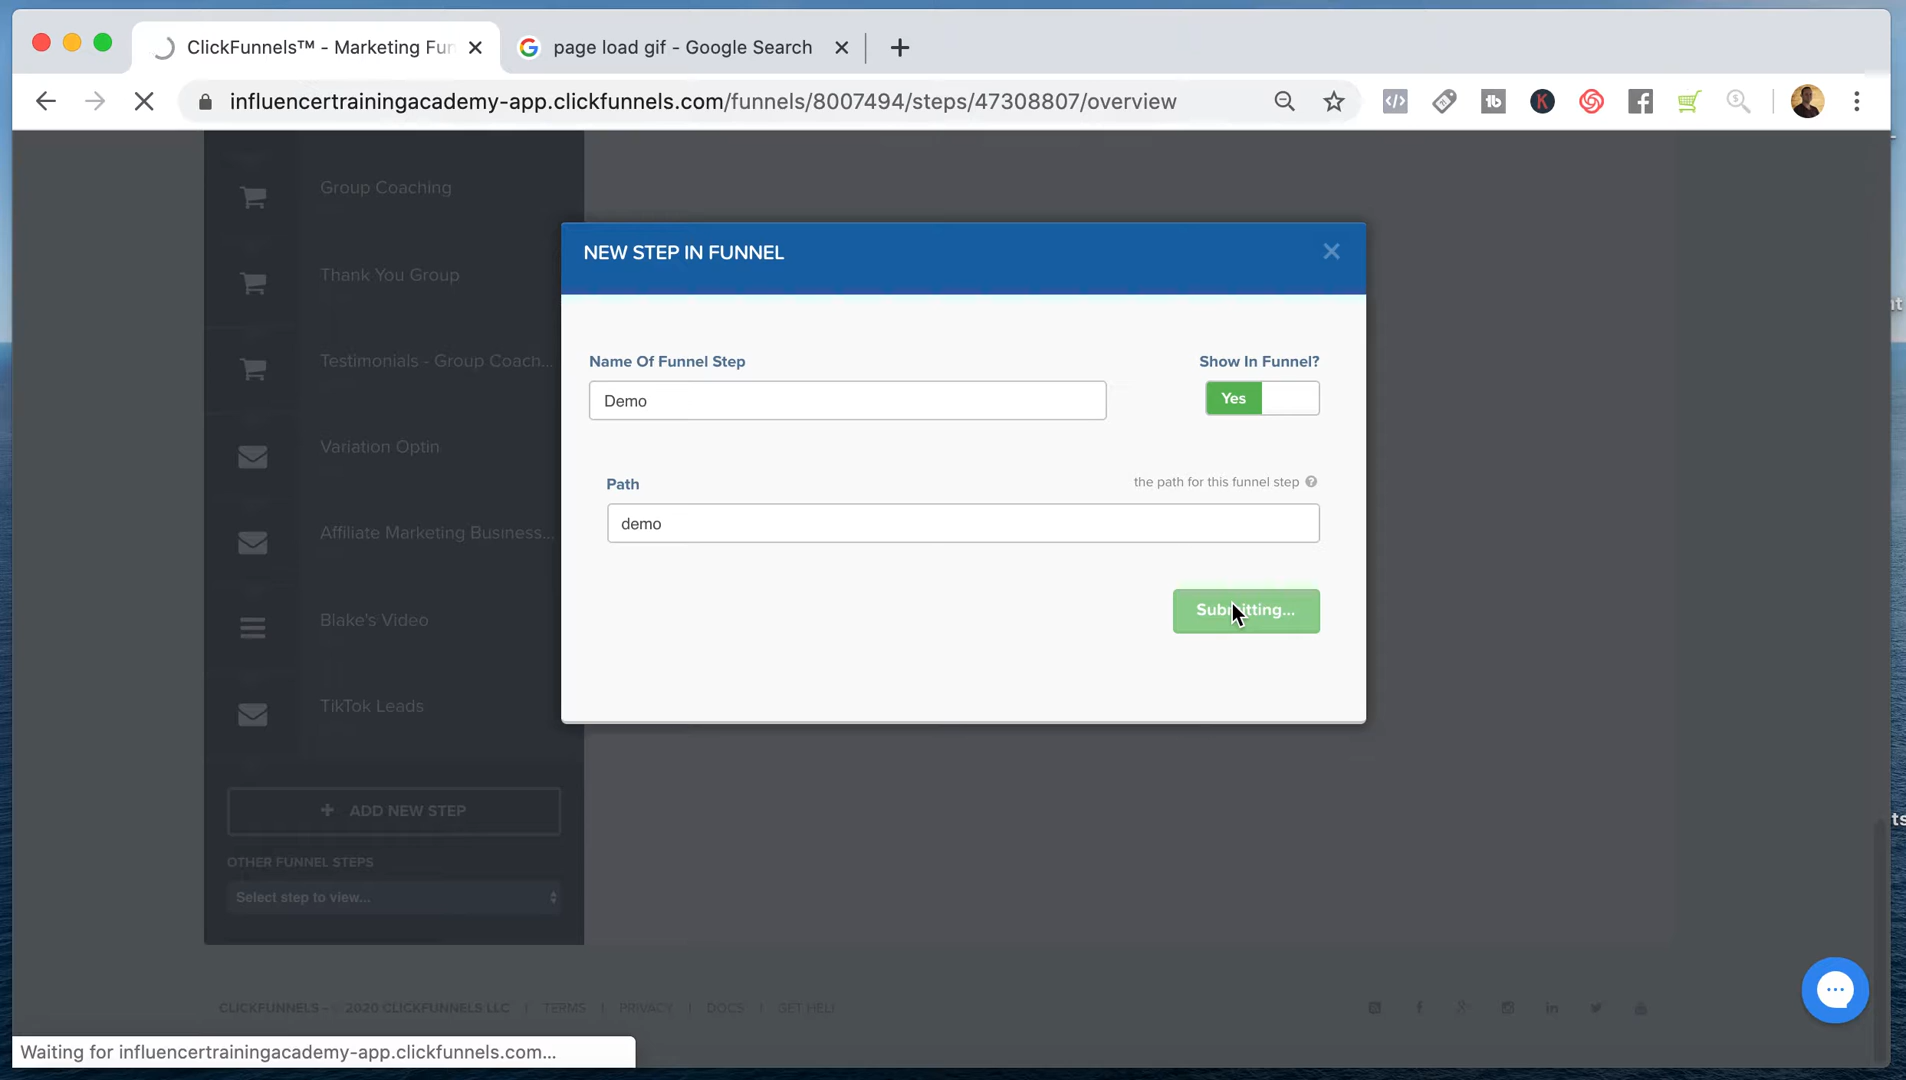 ClickFunnels™ - Marketing Fun
page load gif - Google Search
influencertrainingacademy-app.clickfunnels.com/funnels/8007494/steps/47308807/overview
Group Coaching
Thank You Group
Testimonials - Group Coach...
Variation Optin
Affiliate Marketing Business...
Blake's Video
TikTok Leads
+ ADD NEW STEP
OTHER FUNNEL STEPS
Select step to view...
NEW STEP IN FUNNEL
Name Of Funnel Step
Show In Funnel?
Demo
Yes
Path
the path for this funnel step
demo
Submitting...
CLICKFUNNELS - © 2020 CLICKFUNNELS LLC | TERMS | PRIVACY | DOCS | GET HELP
Waiting for influencertrainingacademy-app.clickfunnels.com...